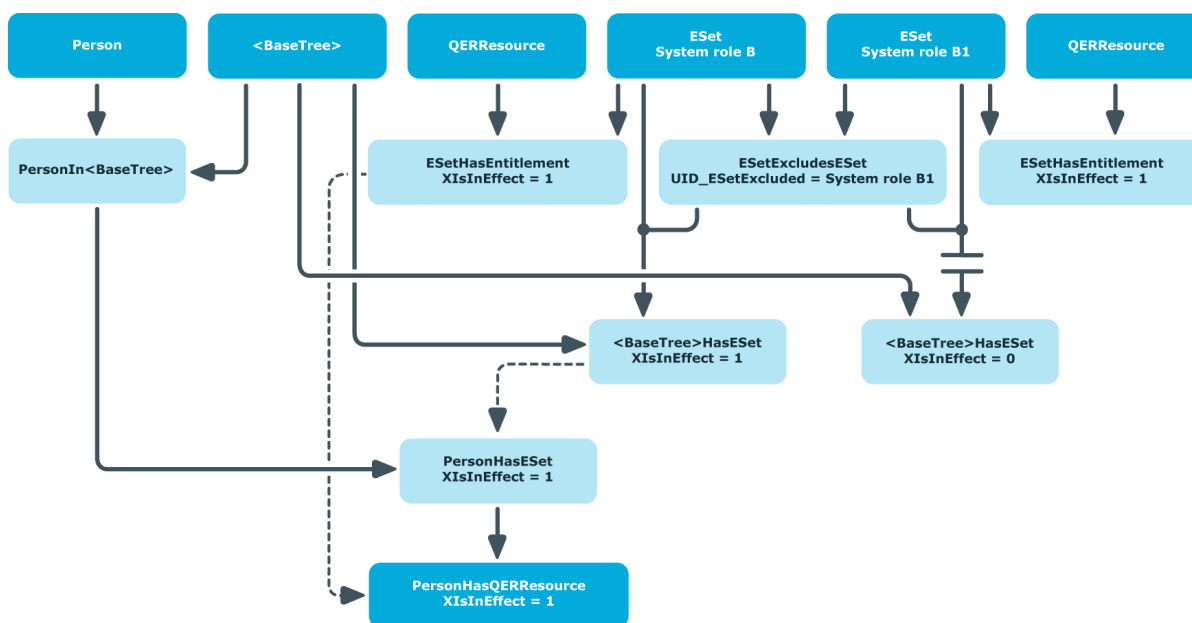 Person
<BaseTree>
QERResource
ESet
System role B
ESet
System role B1
QERResource
PersonIn<BaseTree>
ESetHasEntitlement
XIsInEffect = 1
ESetExcludesESet
UID_ESetExcluded = System role B1
ESetHasEntitlement
XIsInEffect = 1
<BaseTree>HasESet
XIsInEffect = 1
<BaseTree>HasESet
XIsInEffect = 0
PersonHasESet
XIsInEffect = 1
PersonHasQERResource
XIsInEffect = 1